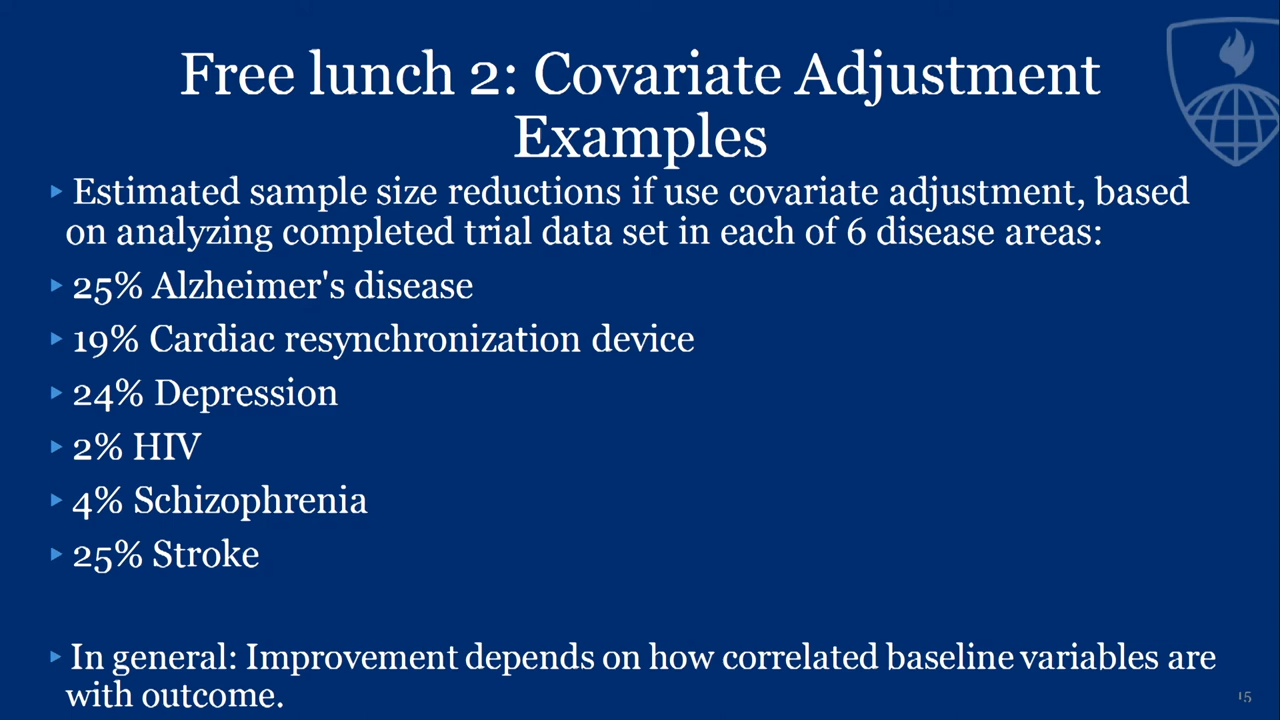 Free lunch 2: Covariate Adjustment
Examples
▸ Estimated sample size reductions if use covariate adjustment, based
on analyzing completed trial data set in each of 6 disease areas:
▸ 25% Alzheimer's disease
▸ 19% Cardiac resynchronization device
▸ 24% Depression
▸ 2% HIV
▸ 4% Schizophrenia
▸ 25% Stroke
▸ In general: Improvement depends on how correlated baseline variables are
with outcome.
15